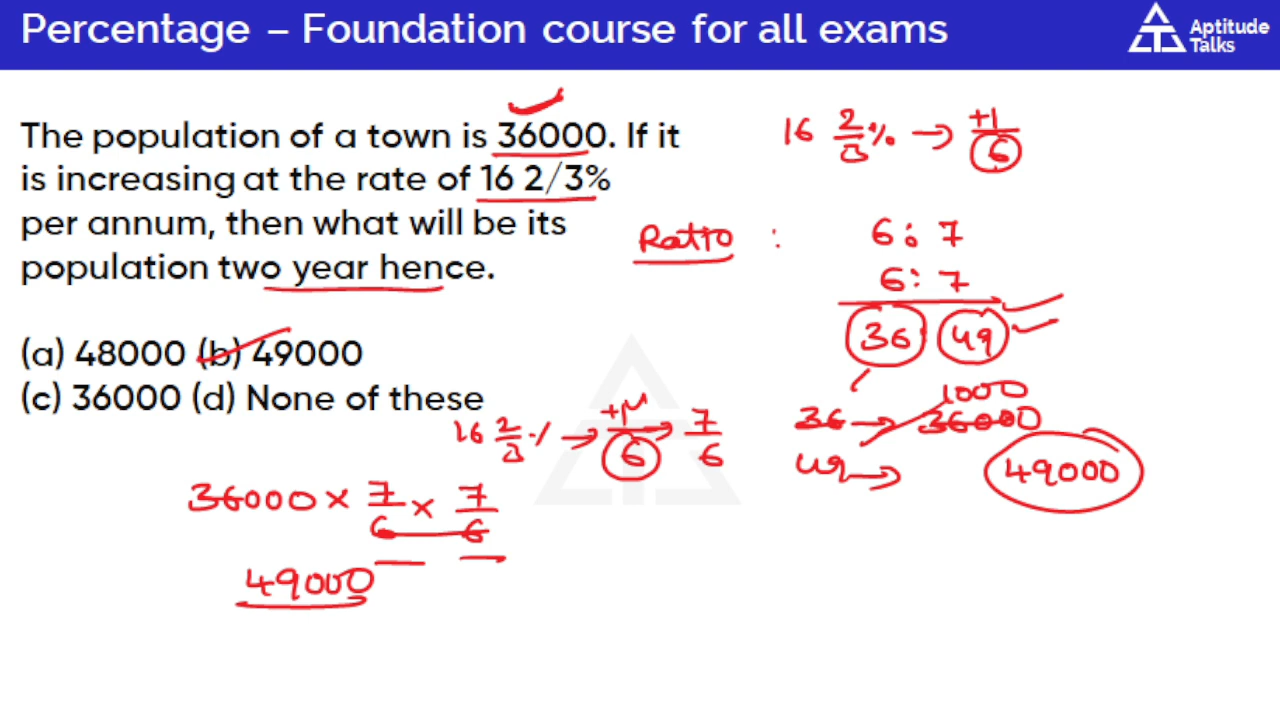 Percentage – Foundation course for all exams
Aptitude
Talks
The population of a town is 36000. If it
is increasing at the rate of 16 2/3%
per annum, then what will be its
population two year hence.
(a) 48000 (b) 49000
(c) 36000 (d) None of these
16 2/3 % → +1/6
Ratio : 6 : 7
6 : 7
36 49
1000
36 → 36000
49 → 49000
16 2/3 % → +1/6 → 7/6
36000 × 7/6 × 7/6
49000